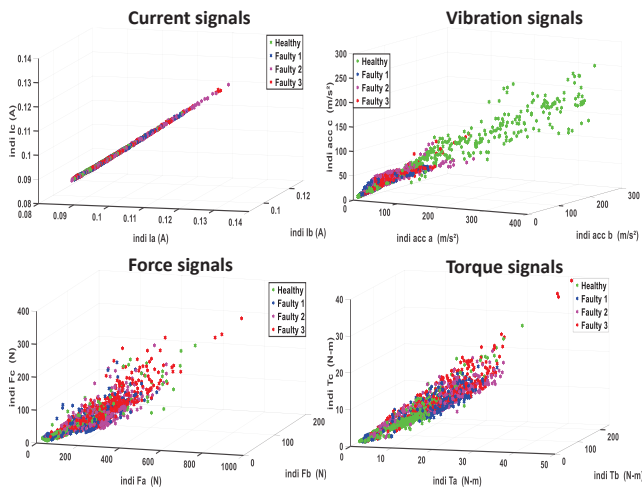 Current signals
Healthy
Faulty 1
Faulty 2
Faulty 3
0.14
0.13
0.12
0.11
0.1
0.09
0.08
indi Ic (A)
0.08
0.09
0.1
0.11
0.12
0.13
0.14
indi Ia (A)
0.1
0.12
indi Ib (A)
Vibration signals
Healthy
Faulty 1
Faulty 2
Faulty 3
300
250
200
150
100
50
0
indi acc c (m/s²)
100
200
300
400
indi acc a (m/s²)
0
100
200
300
indi acc b (m/s²)
Force signals
Healthy
Faulty 1
Faulty 2
Faulty 3
400
300
200
100
0
indi Fc (N)
0
200
400
600
800
1000
indi Fa (N)
0
100
200
indi Fb (N)
Torque signals
Healthy
Faulty 1
Faulty 2
Faulty 3
40
30
20
10
0
indi Tc (N-m)
10
20
30
40
50
indi Ta (N-m)
0
100
200
indi Tb (N-m)